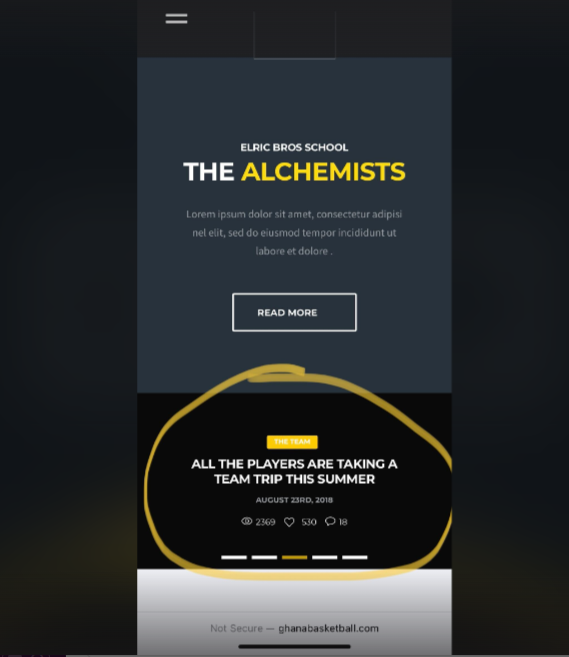 ELRIC BROS SCHOOL
THE ALCHEMISTS
Lorem ipsum dolor sit amet, consectetur adipisi
nel elit, sed do eiusmod tempor incididunt ut
labore et dolore .
READ MORE
THE TEAM
ALL THE PLAYERS ARE TAKING A
TEAM TRIP THIS SUMMER
AUGUST 23RD, 2018
2369 530 18
Not Secure — ghanabasketball.com